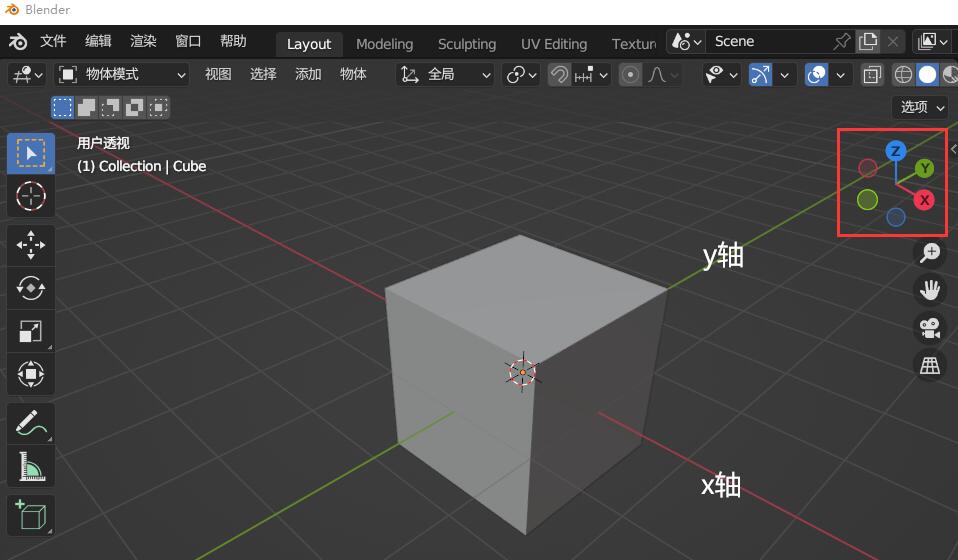 Blender
文件 编辑 渲染 窗口 帮助 Layout Modeling Sculpting UV Editing Textur Scene
物体模式 视图 选择 添加 物体 全局
选项
用户透视
(1) Collection | Cube
Z
Y
X
y轴
x轴